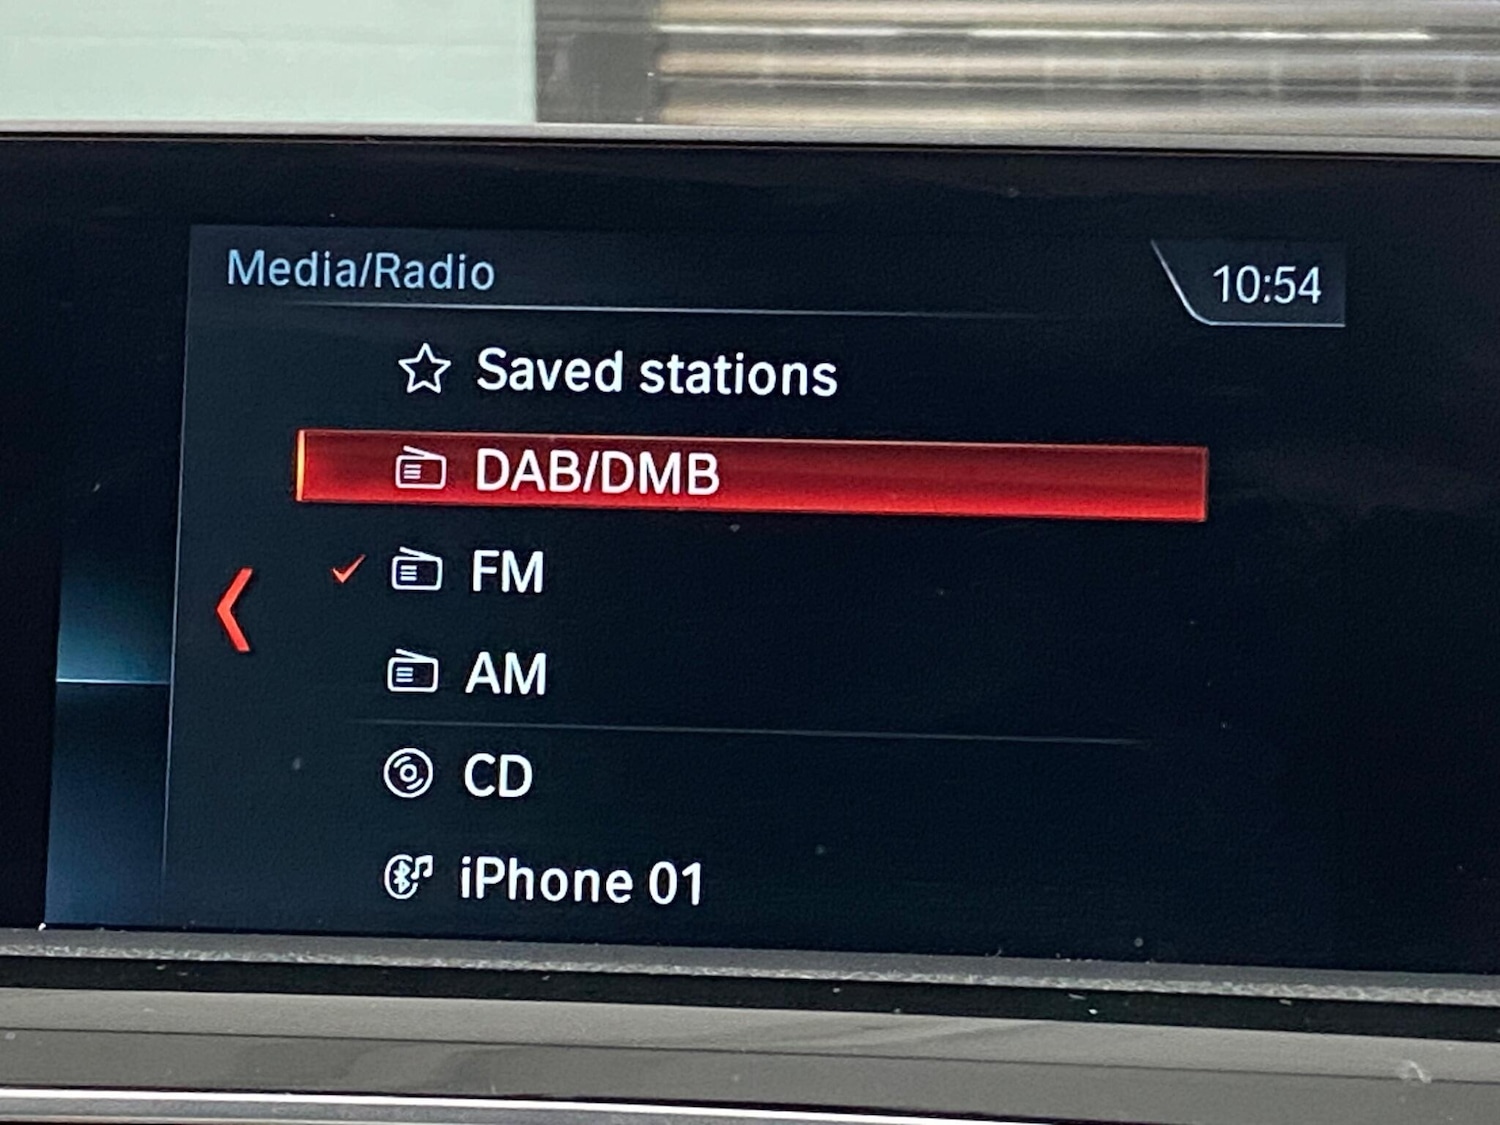 Media/Radio
10:54
Saved stations
DAB/DMB
FM
AM
CD
iPhone 01